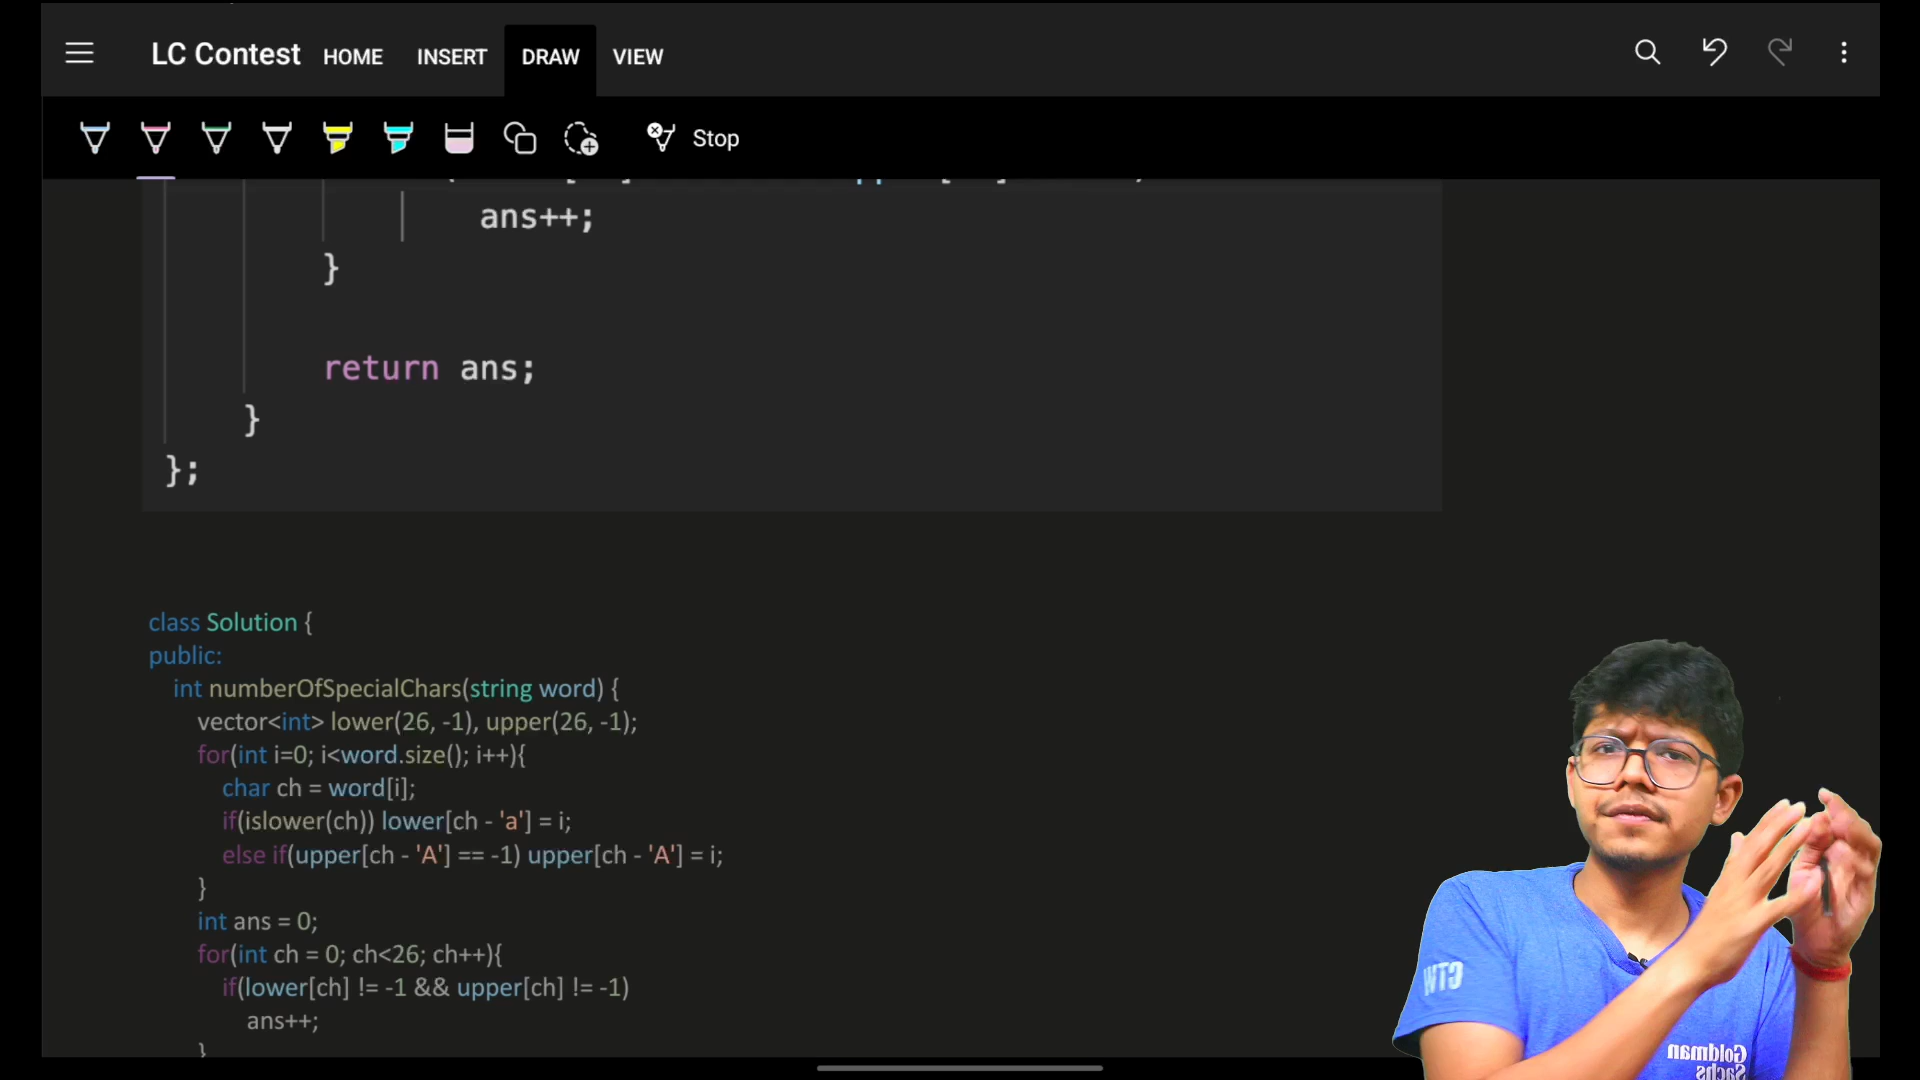 LC Contest HOME INSERT DRAW VIEW
Stop
ans++;
}
return ans;
}
};
class Solution {
public:
int numberOfSpecialChars(string word) {
vector<int> lower(26, -1), upper(26, -1);
for(int i=0; i<word.size(); i++){
char ch = word[i];
if(islower(ch)) lower[ch - 'a'] = i;
else if(upper[ch - 'A'] == -1) upper[ch - 'A'] = i;
}
int ans = 0;
for(int ch = 0; ch<26; ch++){
if(lower[ch] != -1 && upper[ch] != -1)
ans++;
}
GTW
Goldman
Sachs